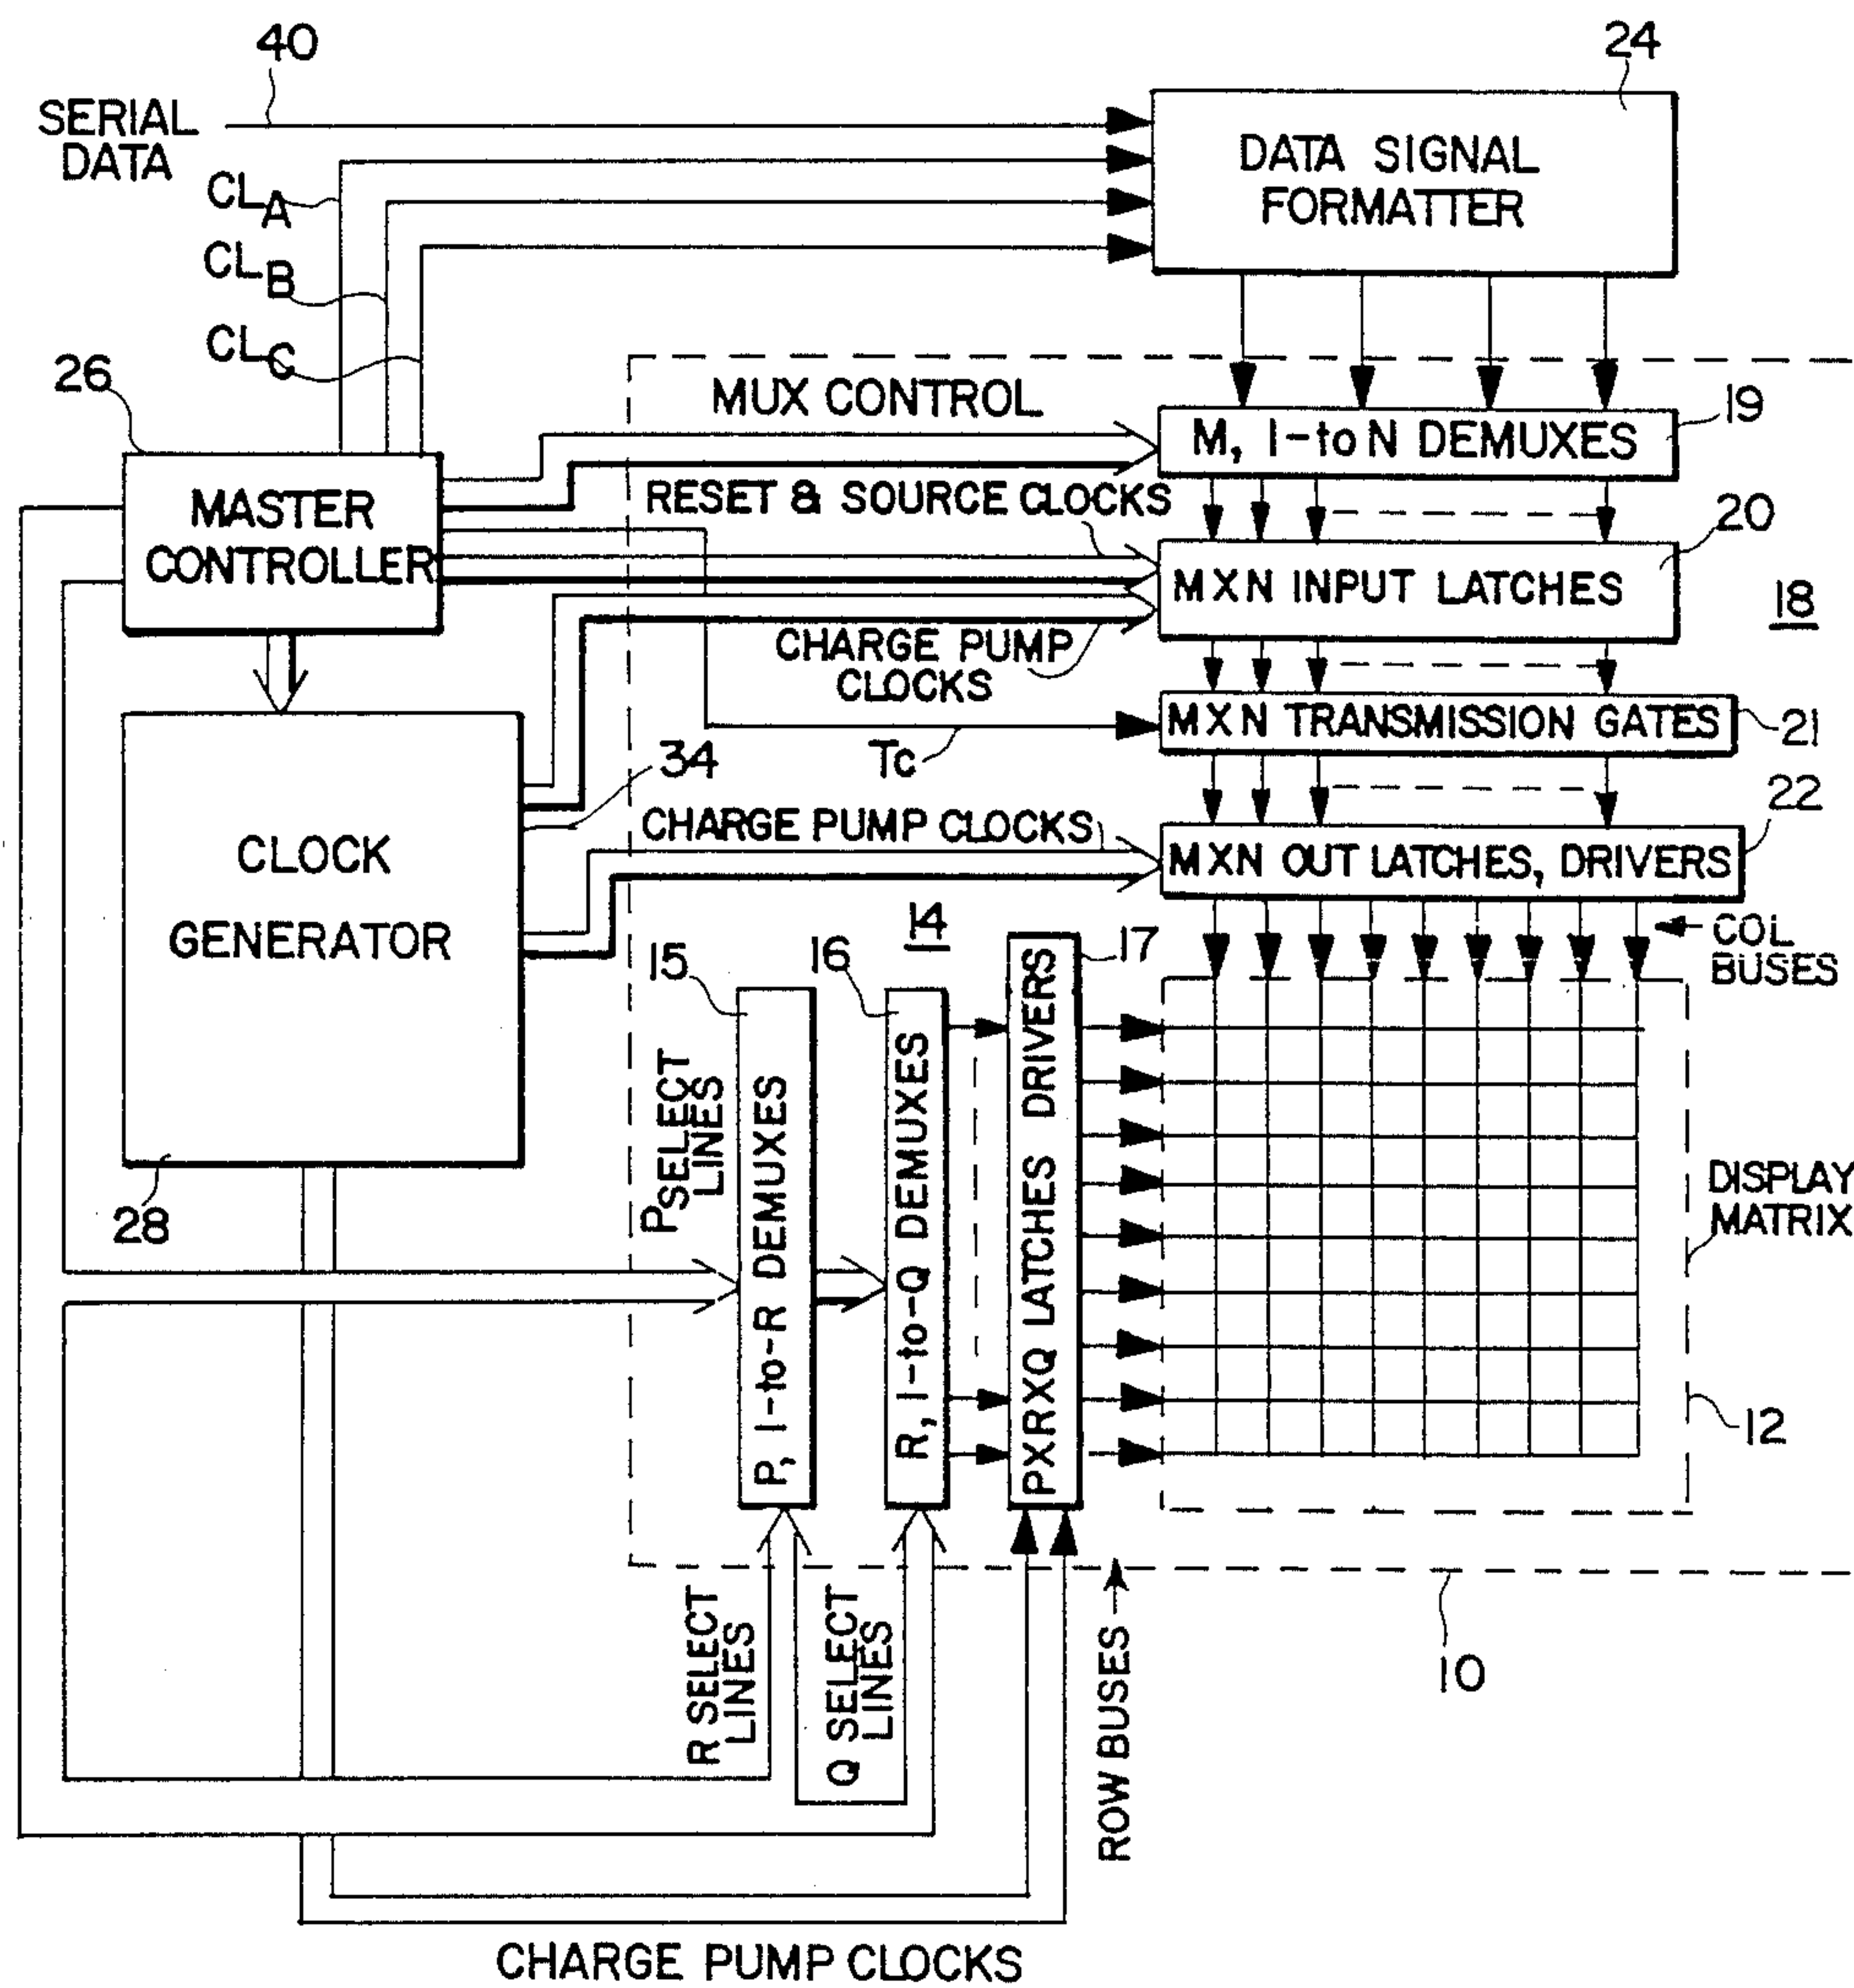 40
24
SERIAL
DATA
DATA SIGNAL
FORMATTER
CLA
CLB
CLC
26
MUX CONTROL
19
M, 1-to N DEMUXES
MASTER
CONTROLLER
RESET & SOURCE CLOCKS
20
MXN INPUT LATCHES
18
CHARGE PUMP
CLOCKS
MXN TRANSMISSION GATES
21
Tc
34
22
CHARGE PUMP CLOCKS
MXN OUT LATCHES, DRIVERS
CLOCK
GENERATOR
14
15
16
17
COL
BUSES
P SELECT
LINES
P, 1-to-R DEMUXES
R, 1-to-Q DEMUXES
PXRXQ LATCHES DRIVERS
DISPLAY
MATRIX
28
12
R SELECT
LINES
Q SELECT
LINES
ROW BUSES
10
CHARGE PUMP CLOCKS